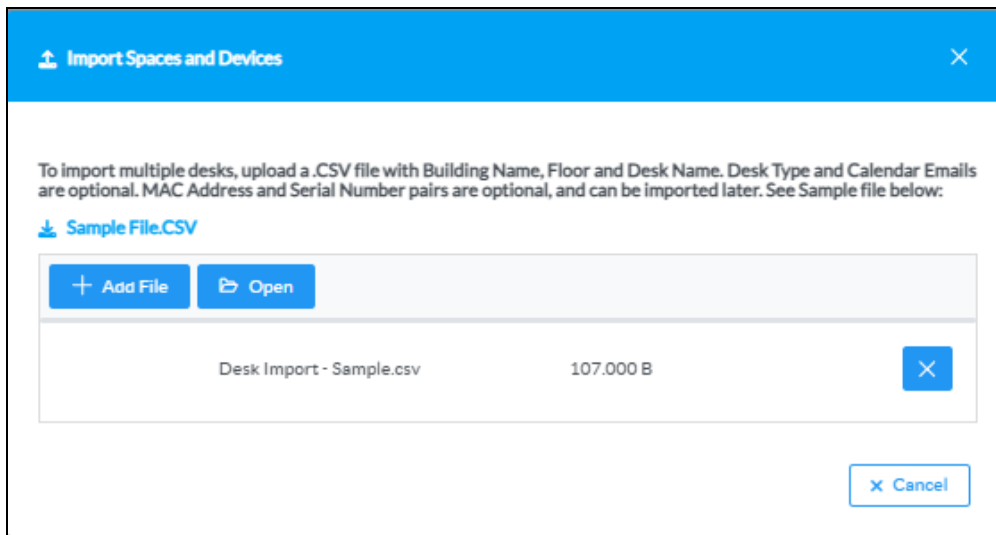 Import Spaces and Devices
To import multiple desks, upload a .CSV file with Building Name, Floor and Desk Name. Desk Type and Calendar Emails
are optional. MAC Address and Serial Number pairs are optional, and can be imported later. See Sample file below:
Sample File.CSV
Add File Open
Desk Import - Sample.csv 107.000 B
Cancel